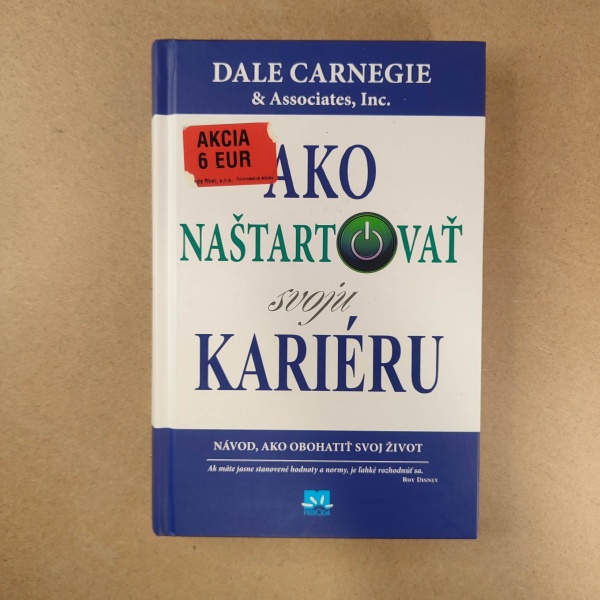 DALE CARNEGIE
& Associates, Inc.
AKCIA
6 EUR
AKO
NAŠTARTOVAŤ
svoju
KARIÉRU
NÁVOD, AKO OBOHATIŤ SVOJ ŽIVOT
Ak máte jasne stanovené hodnoty a normy, je ľahké rozhodnúť sa.
ROY DISNEY